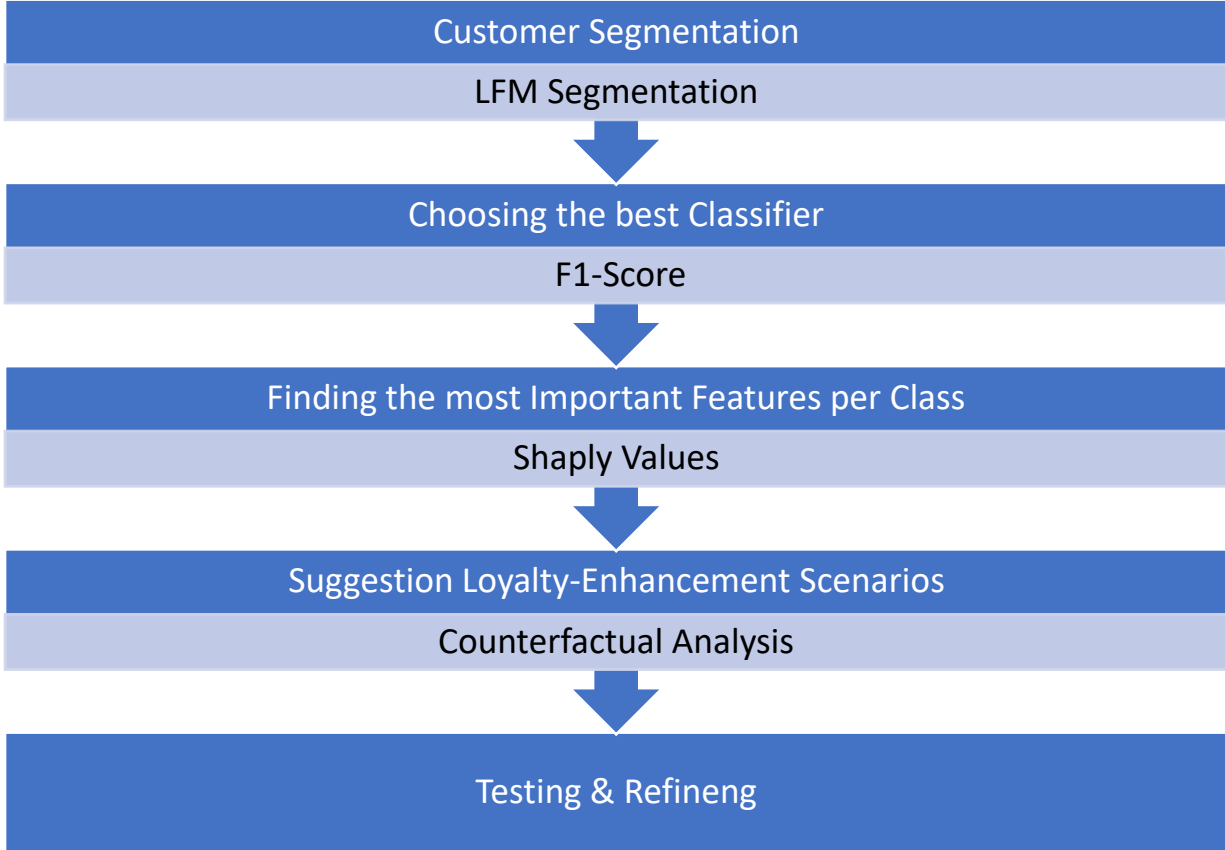 Customer Segmentation
LFM Segmentation
Choosing the best Classifier
F1-Score
Finding the most Important Features per Class
Shaply Values
Suggestion Loyalty-Enhancement Scenarios
Counterfactual Analysis
Testing & Refineng